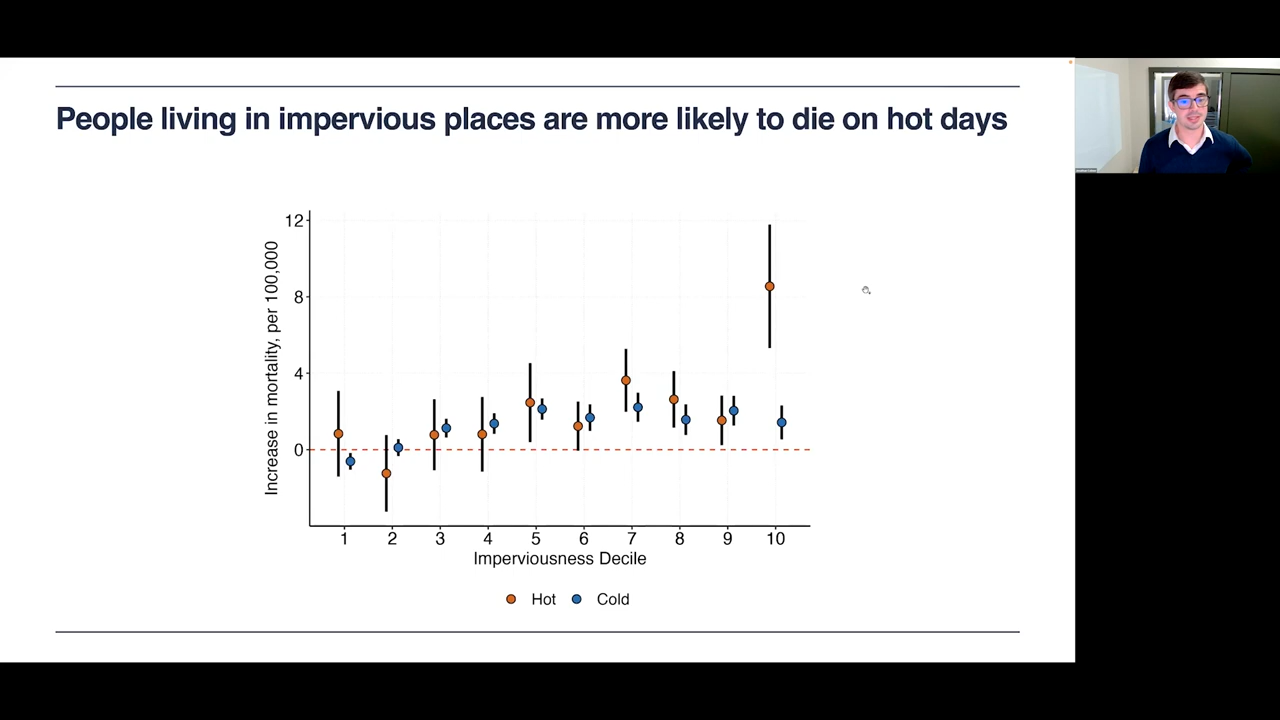 People living in impervious places are more likely to die on hot days
Increase in mortality, per 100,000
12
8
4
0
1 2 3 4 5 6 7 8 9 10
Imperviousness Decile
Hot Cold